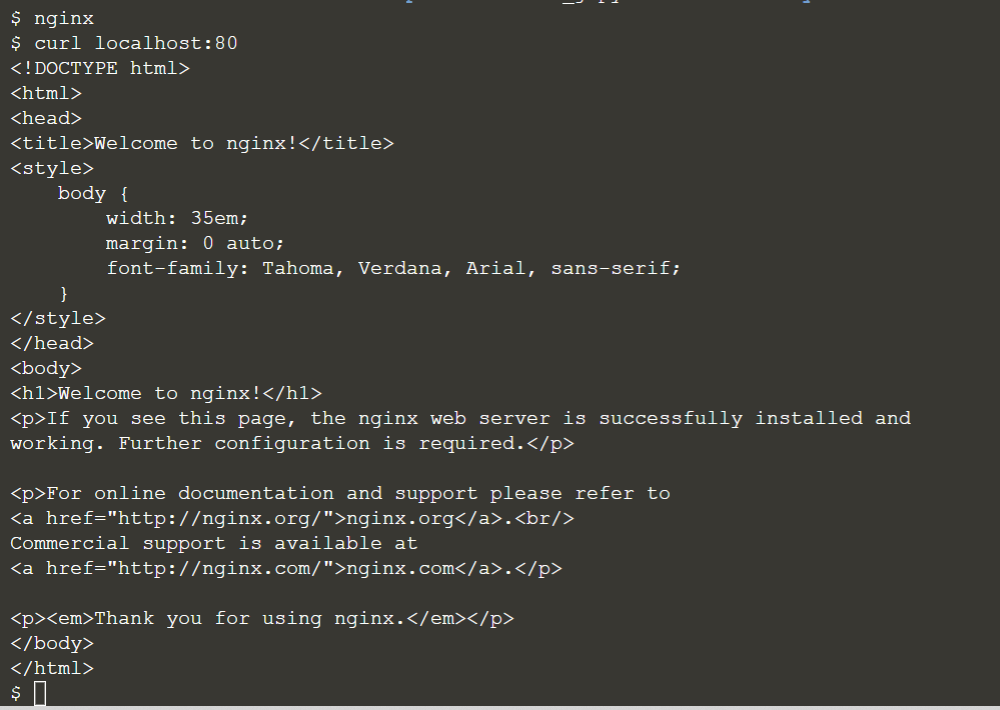 $ nginx
$ curl localhost:80
<!DOCTYPE html>
<html>
<head>
<title>Welcome to nginx!</title>
<style>
    body {
        width: 35em;
        margin: 0 auto;
        font-family: Tahoma, Verdana, Arial, sans-serif;
    }
</style>
</head>
<body>
<h1>Welcome to nginx!</h1>
<p>If you see this page, the nginx web server is successfully installed and
working. Further configuration is required.</p>

<p>For online documentation and support please refer to
<a href="http://nginx.org/">nginx.org</a>.<br/>
Commercial support is available at
<a href="http://nginx.com/">nginx.com</a>.</p>

<p><em>Thank you for using nginx.</em></p>
</body>
</html>
$